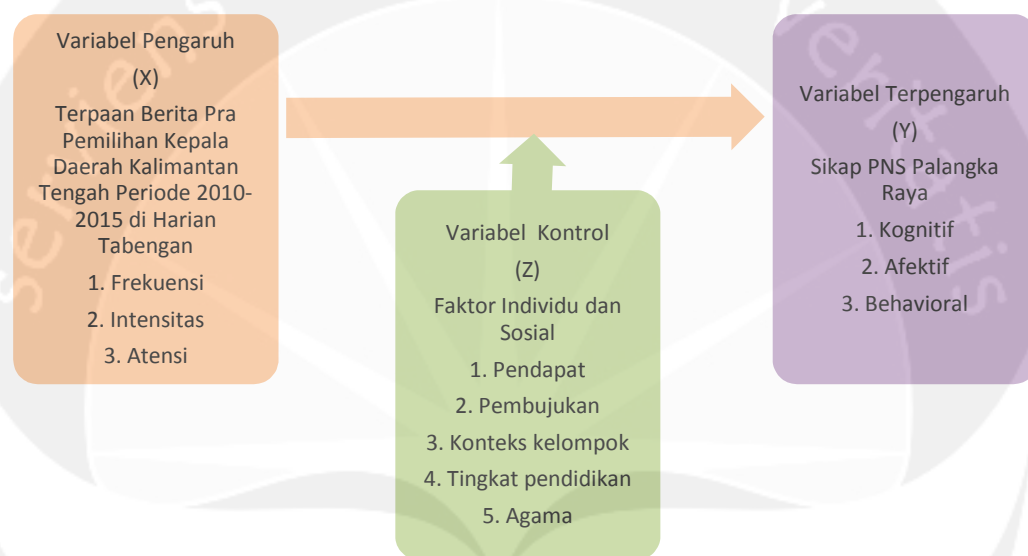 Variabel Pengaruh
(X)
Terpaan Berita Pra
Pemilihan Kepala
Daerah Kalimantan
Tengah Periode 2010-
2015 di Harian
Tabengan
1. Frekuensi
2. Intensitas
3. Atensi
Variabel Kontrol
(Z)
Faktor Individu dan
Sosial
1. Pendapat
2. Pembujukan
3. Konteks kelompok
4. Tingkat pendidikan
5. Agama
Variabel Terpengaruh
(Y)
Sikap PNS Palangka
Raya
1. Kognitif
2. Afektif
3. Behavioral